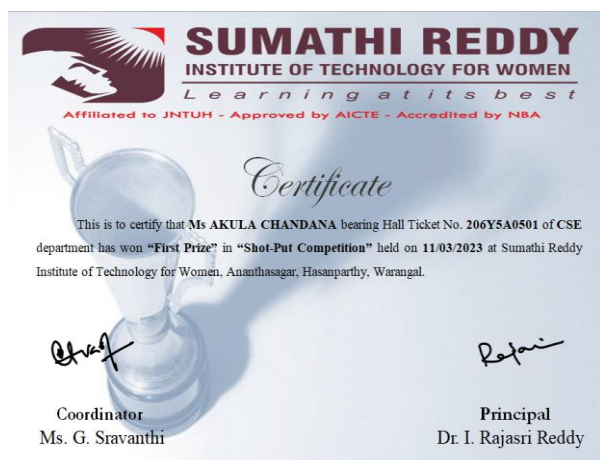 SUMATHI REDDY
INSTITUTE OF TECHNOLOGY FOR WOMEN
Learning at its best
Affiliated to JNTUH - Approved by AICTE - Accredited by NBA
Certificate
This is to certify that Ms AKULA CHANDANA bearing Hall Ticket No. 206Y5A0501 of CSE
department has won “First Prize” in “Shot-Put Competition” held on 11/03/2023 at Sumathi Reddy
Institute of Technology for Women, Ananthasagar, Hasanparthy, Warangal.
Coordinator
Ms. G. Sravanthi
Principal
Dr. I. Rajasri Reddy